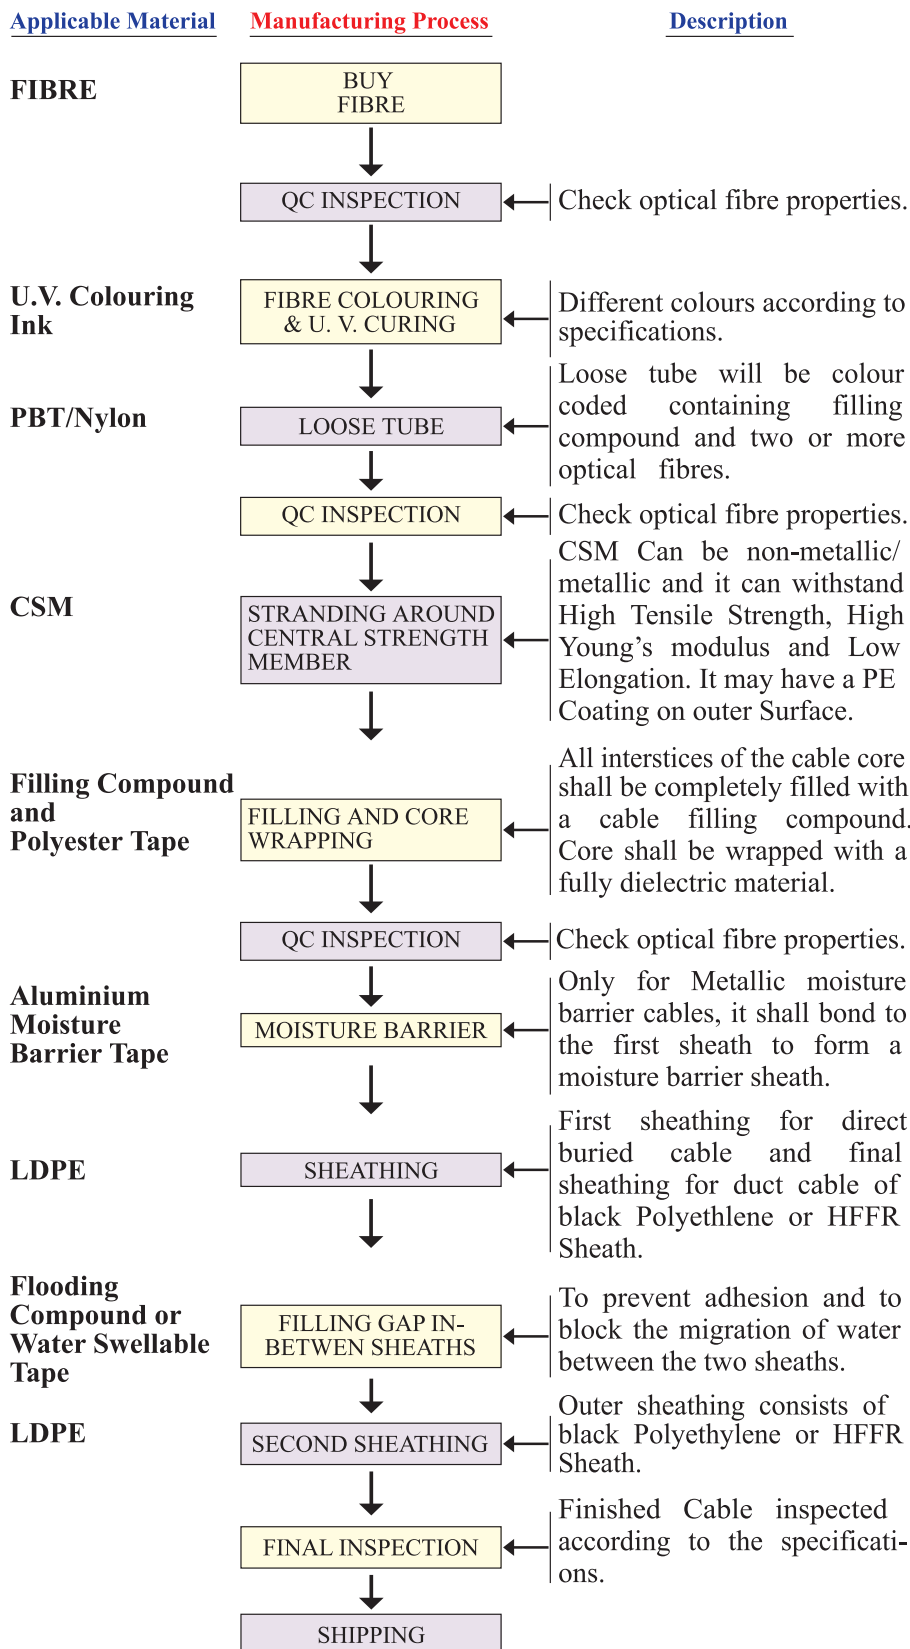 Applicable Material Manufacturing Process Description
FIBRE
BUY
FIBRE
QC INSPECTION
Check optical fibre properties.
U.V. Colouring
Ink
FIBRE COLOURING
& U. V. CURING
Different colours according to
specifications.
PBT/Nylon
LOOSE TUBE
Loose tube will be colour
coded containing filling
compound and two or more
optical fibres.
QC INSPECTION
Check optical fibre properties.
CSM
STRANDING AROUND
CENTRAL STRENGTH
MEMBER
CSM Can be non-metallic/
metallic and it can withstand
High Tensile Strength, High
Young's modulus and Low
Elongation. It may have a PE
Coating on outer Surface.
Filling Compound
and
Polyester Tape
FILLING AND CORE
WRAPPING
All interstices of the cable core
shall be completely filled with
a cable filling compound.
Core shall be wrapped with a
fully dielectric material.
QC INSPECTION
Check optical fibre properties.
Aluminium
Moisture
Barrier Tape
MOISTURE BARRIER
Only for Metallic moisture
barrier cables, it shall bond to
the first sheath to form a
moisture barrier sheath.
LDPE
SHEATHING
First sheathing for direct
buried cable and final
sheathing for duct cable of
black Polyethlene or HFFR
Sheath.
Flooding
Compound or
Water Swellable
Tape
FILLING GAP IN-
BETWEN SHEATHS
To prevent adhesion and to
block the migration of water
between the two sheaths.
LDPE
SECOND SHEATHING
Outer sheathing consists of
black Polyethylene or HFFR
Sheath.
FINAL INSPECTION
Finished Cable inspected
according to the specificati-
ons.
SHIPPING